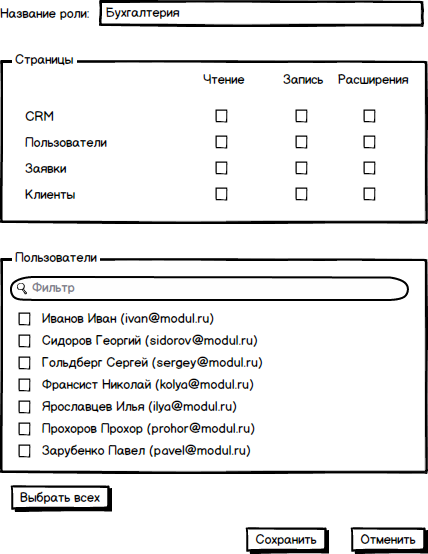 Название роли: Бухгалтерия
Страницы
Чтение Запись Расширения
CRM
Пользователи
Заявки
Клиенты
Пользователи
Фильтр
Иванов Иван (ivan@modul.ru)
Сидоров Георгий (sidorov@modul.ru)
Гольдберг Сергей (sergey@modul.ru)
Франсист Николай (kolya@modul.ru)
Ярославцев Илья (ilya@modul.ru)
Прохоров Прохор (prohor@modul.ru)
Зарубенко Павел (pavel@modul.ru)
Выбрать всех
Сохранить Отменить